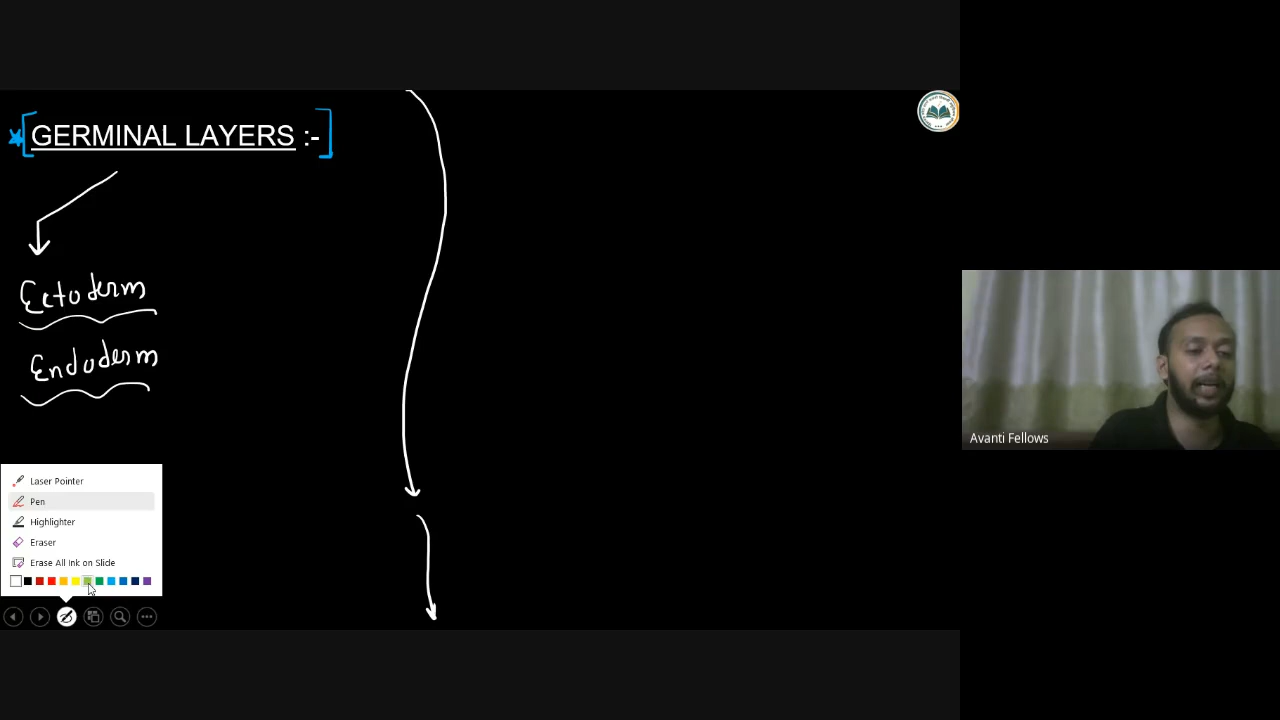 GERMINAL LAYERS :-
Ectoderm
Endoderm
Avanti Fellows
Laser Pointer
Pen
Highlighter
Eraser
Erase All Ink on Slide